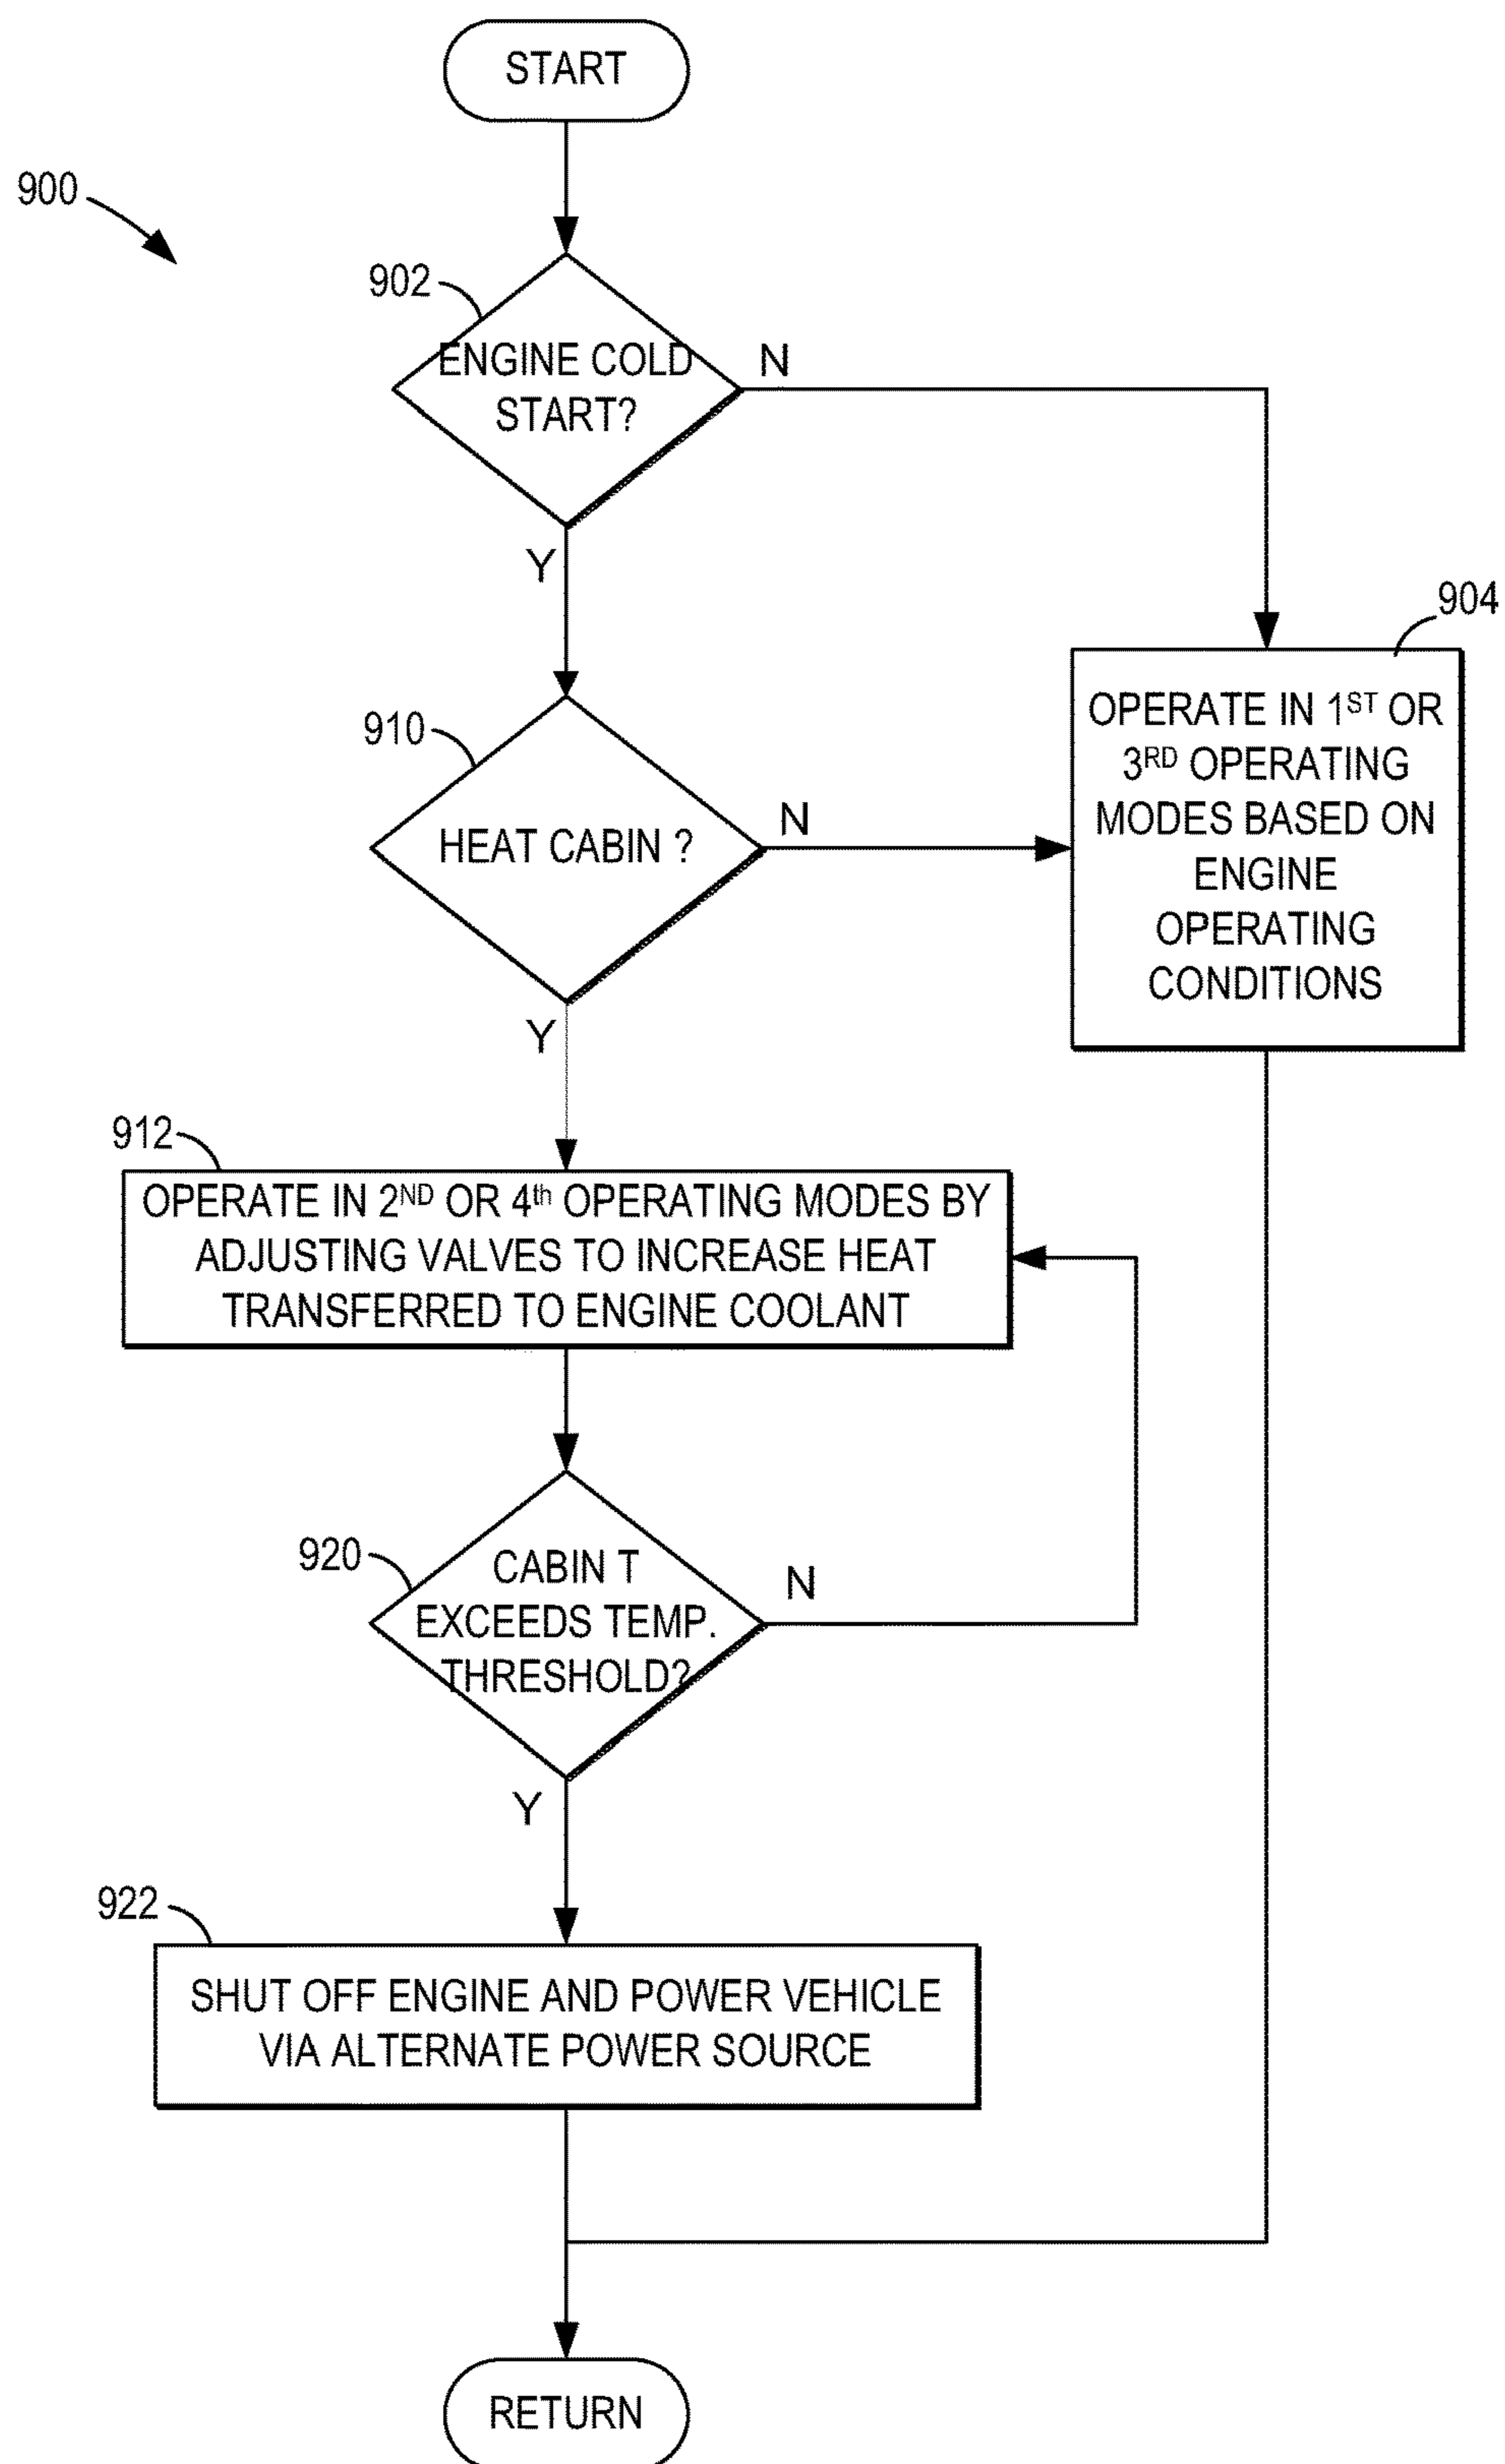 START
900
902
ENGINE COLD
START?
N
Y
904
OPERATE IN 1ST OR
3RD OPERATING
MODES BASED ON
ENGINE
OPERATING
CONDITIONS
910
HEAT CABIN ?
N
Y
912
OPERATE IN 2ND OR 4th OPERATING MODES BY
ADJUSTING VALVES TO INCREASE HEAT
TRANSFERRED TO ENGINE COOLANT
920
CABIN T
EXCEEDS TEMP.
THRESHOLD?
N
Y
922
SHUT OFF ENGINE AND POWER VEHICLE
VIA ALTERNATE POWER SOURCE
RETURN